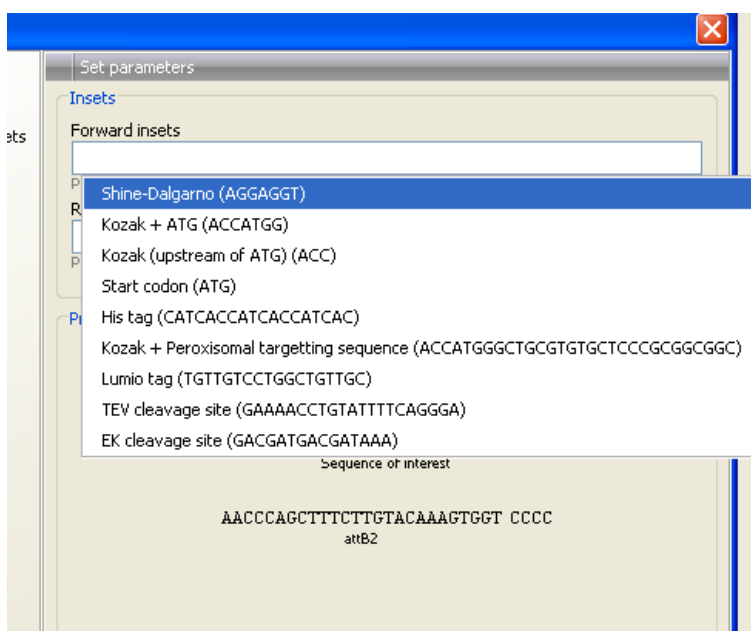 Set parameters
Insets
ets
Forward insets
P
Shine-Dalgarno (AGGAGGT)
R
Kozak + ATG (ACCATGG)
Kozak (upstream of ATG) (ACC)
P
Start codon (ATG)
His tag (CATCACCATCACCATCAC)
Kozak + Peroxisomal targetting sequence (ACCATGGGCTGCGTGTGCTCCCGCGGCGGC)
Lumio tag (TGTTGTCCTGGCTGTTGC)
TEV cleavage site (GAAAACCTGTATTTTCAGGGA)
EK cleavage site (GACGATGACGATAAA)
Sequence of interest
AACCCAGCTTTCTTGTACAAAGTGGT CCCC
attB2